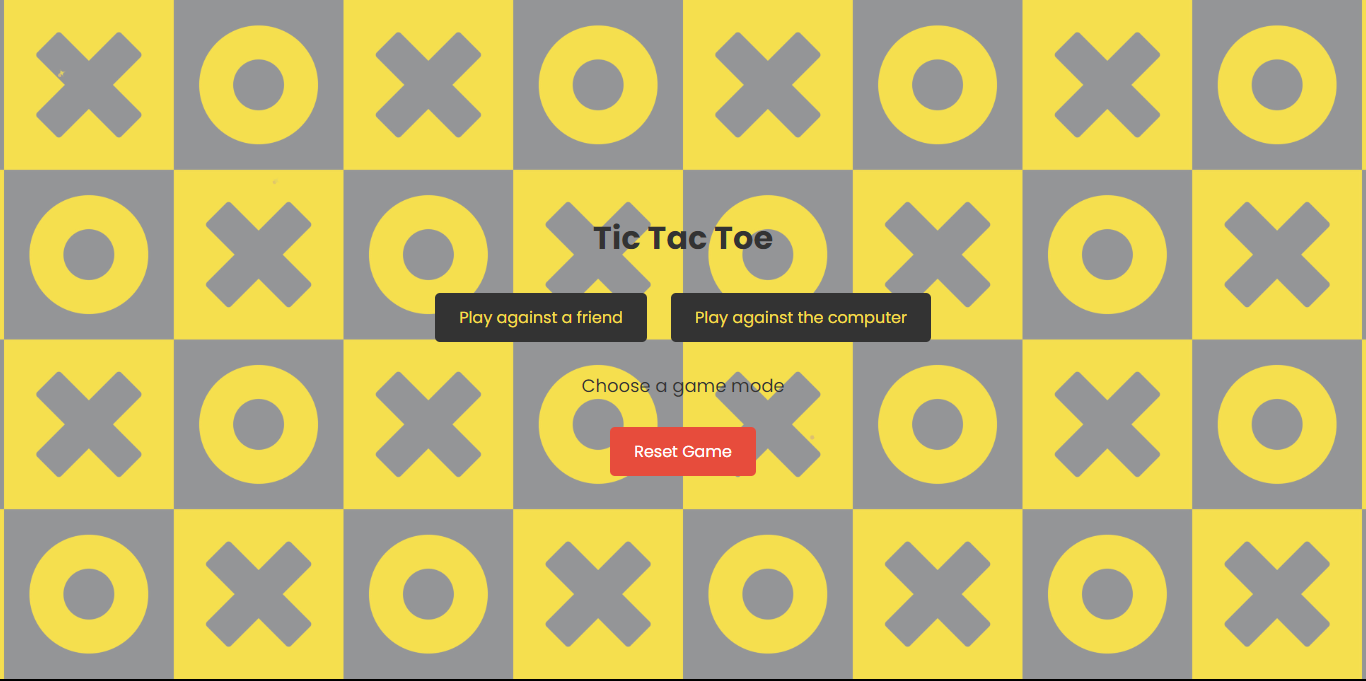 Tic Tac Toe
Play against a friend
Play against the computer
Choose a game mode
Reset Game